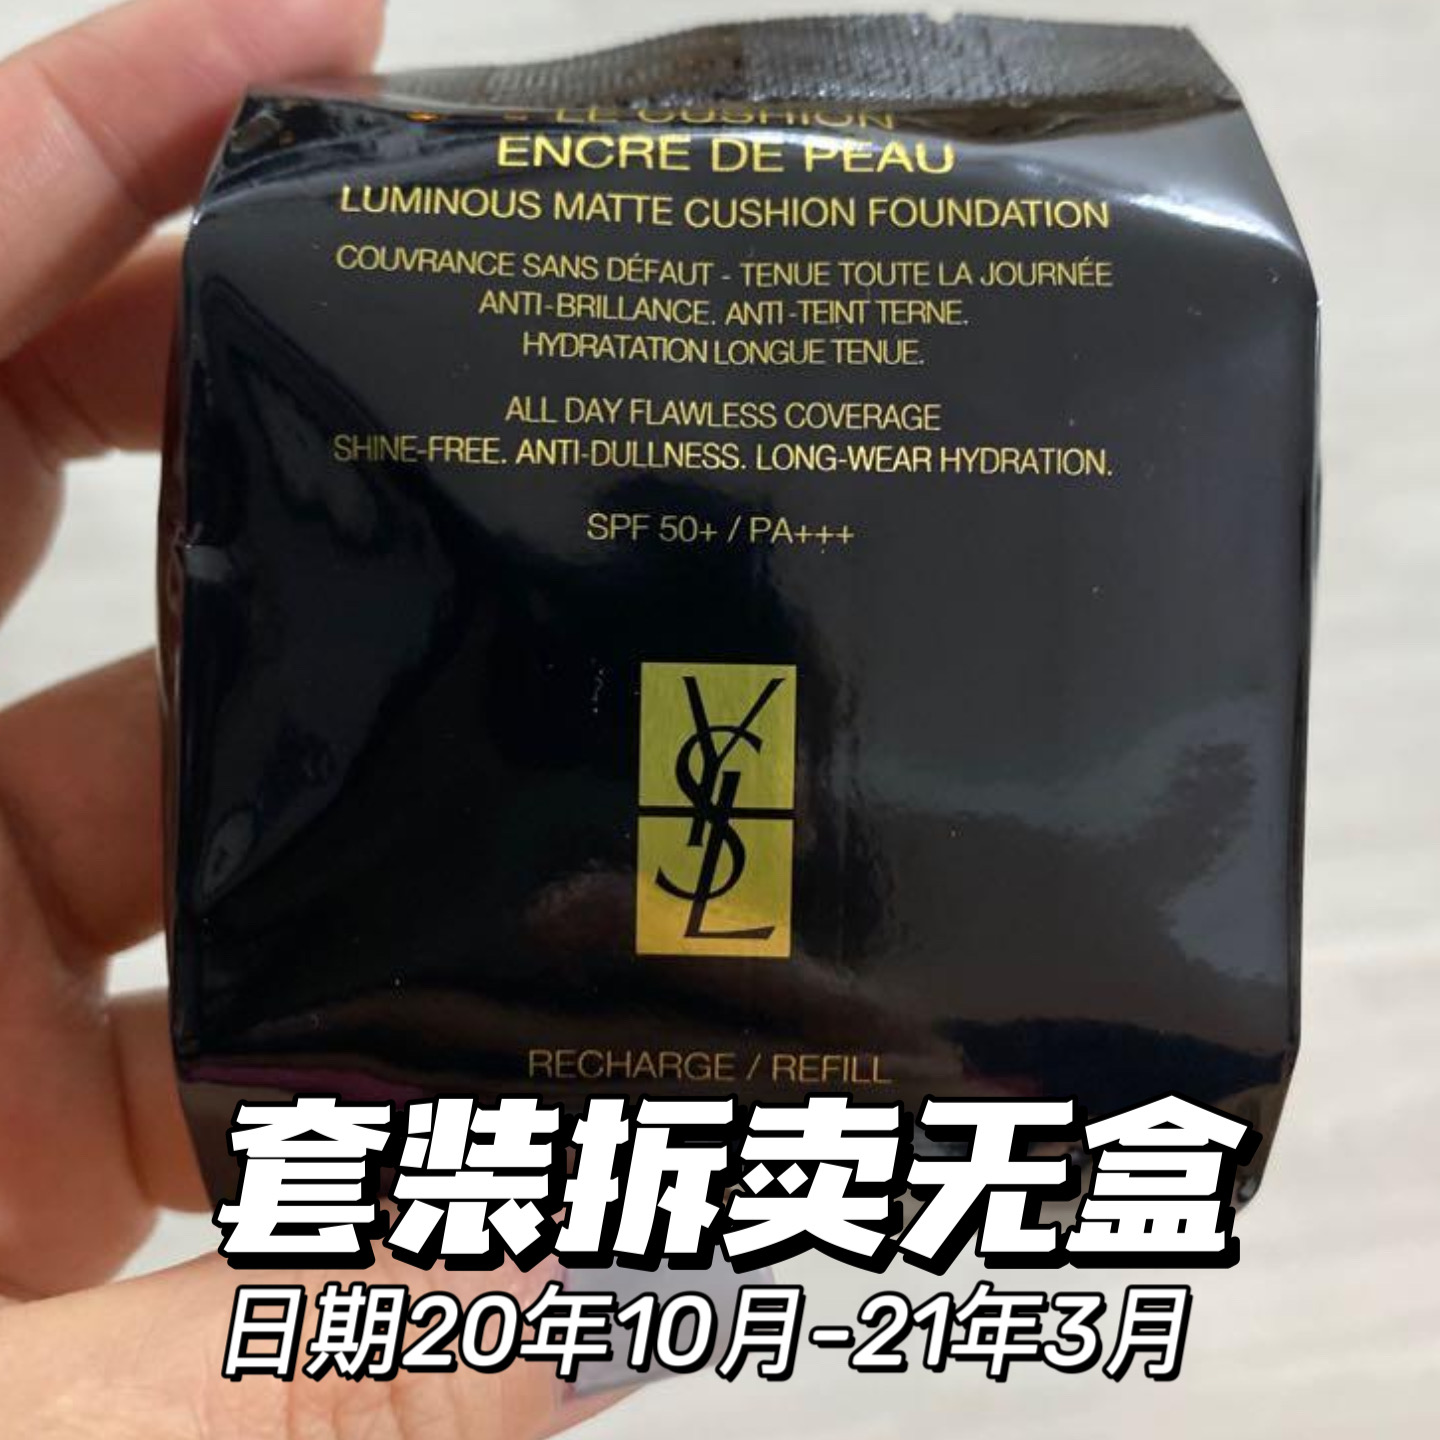 LE CUSHION
ENCRE DE PEAU
LUMINOUS MATTE CUSHION FOUNDATION
COUVRANCE SANS DÉFAUT - TENUE TOUTE LA JOURNÉE
ANTI-BRILLANCE. ANTI-TEINT TERNE.
HYDRATATION LONGUE TENUE.
ALL DAY FLAWLESS COVERAGE
SHINE-FREE. ANTI-DULLNESS. LONG-WEAR HYDRATION.
SPF 50+ / PA+++
YSL
RECHARGE / REFILL
套装拆卖无盒
日期20年10月-21年3月